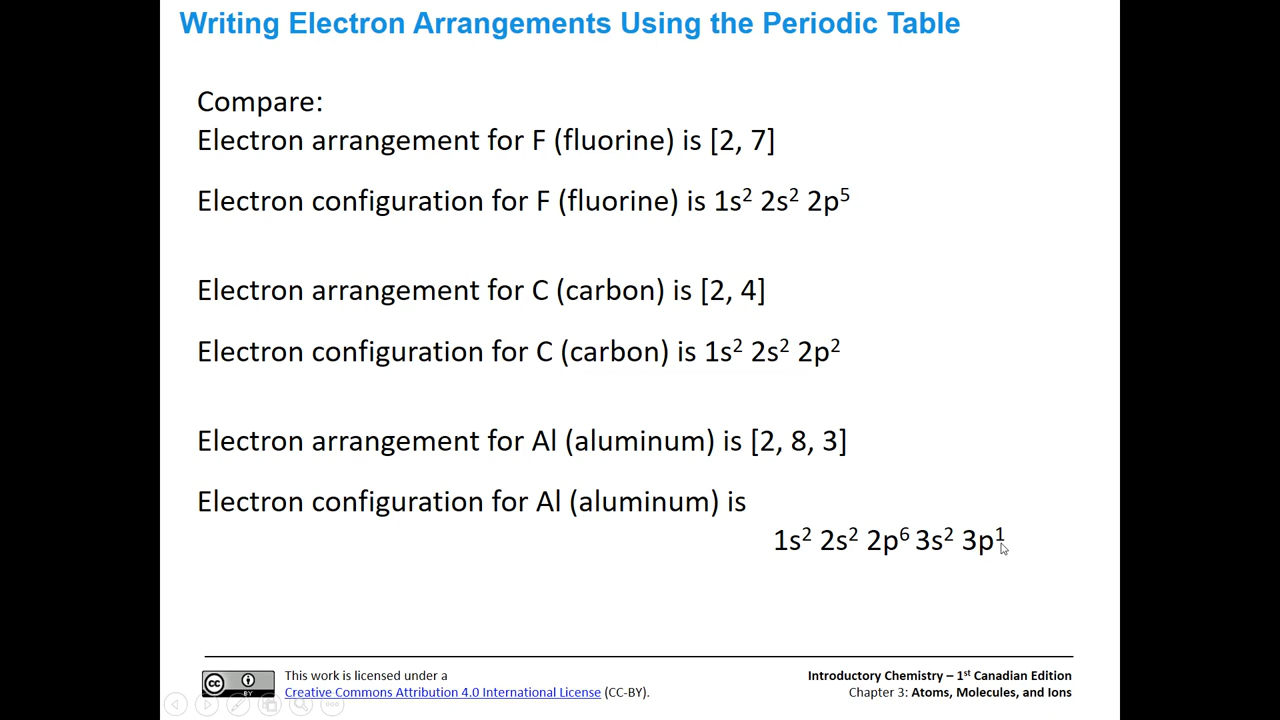 Writing Electron Arrangements Using the Periodic Table
Compare:
Electron arrangement for F (fluorine) is [2, 7]
Electron configuration for F (fluorine) is 1s² 2s² 2p⁵
Electron arrangement for C (carbon) is [2, 4]
Electron configuration for C (carbon) is 1s² 2s² 2p²
Electron arrangement for Al (aluminum) is [2, 8, 3]
Electron configuration for Al (aluminum) is
1s² 2s² 2p⁶ 3s² 3p¹
cc BY
This work is licensed under a
Creative Commons Attribution 4.0 International License (CC-BY).
Introductory Chemistry – 1ˢᵗ Canadian Edition
Chapter 3: Atoms, Molecules, and Ions